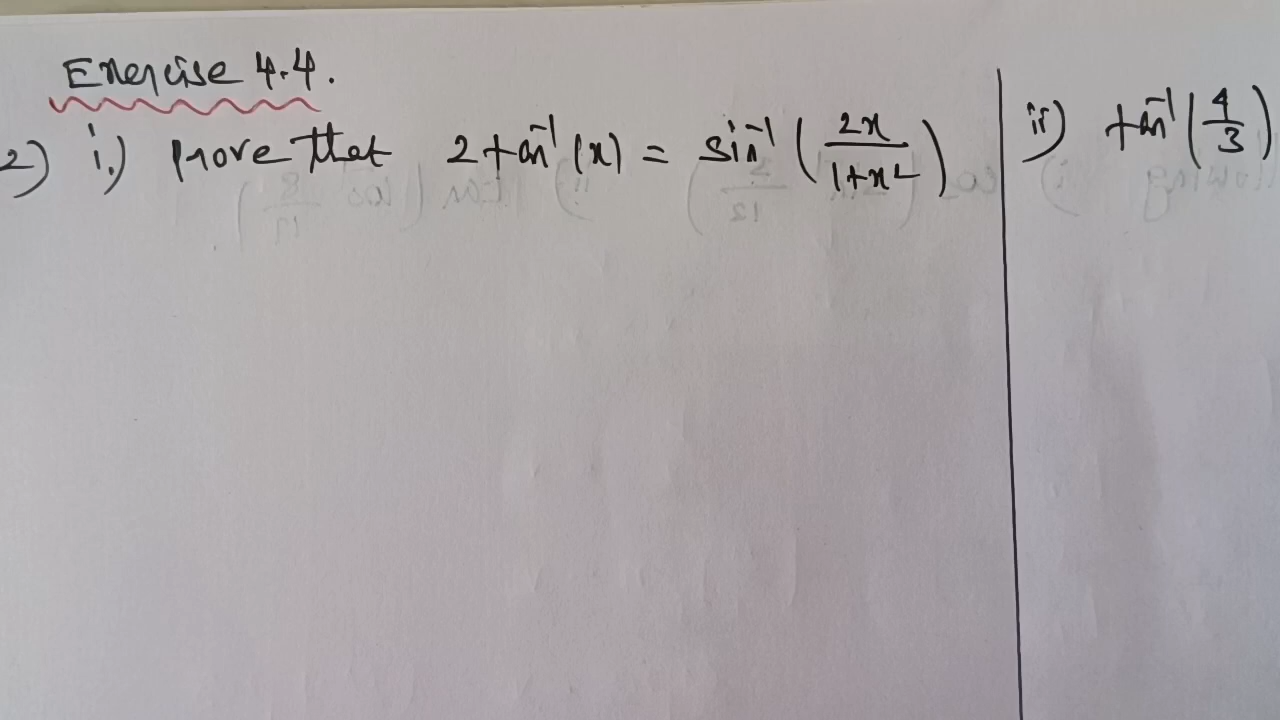 Exercise 4.4.
2) i.) Prove that 2 tan⁻¹(x) = sin⁻¹(2x/(1+x²))
ii) tan⁻¹(4/3)